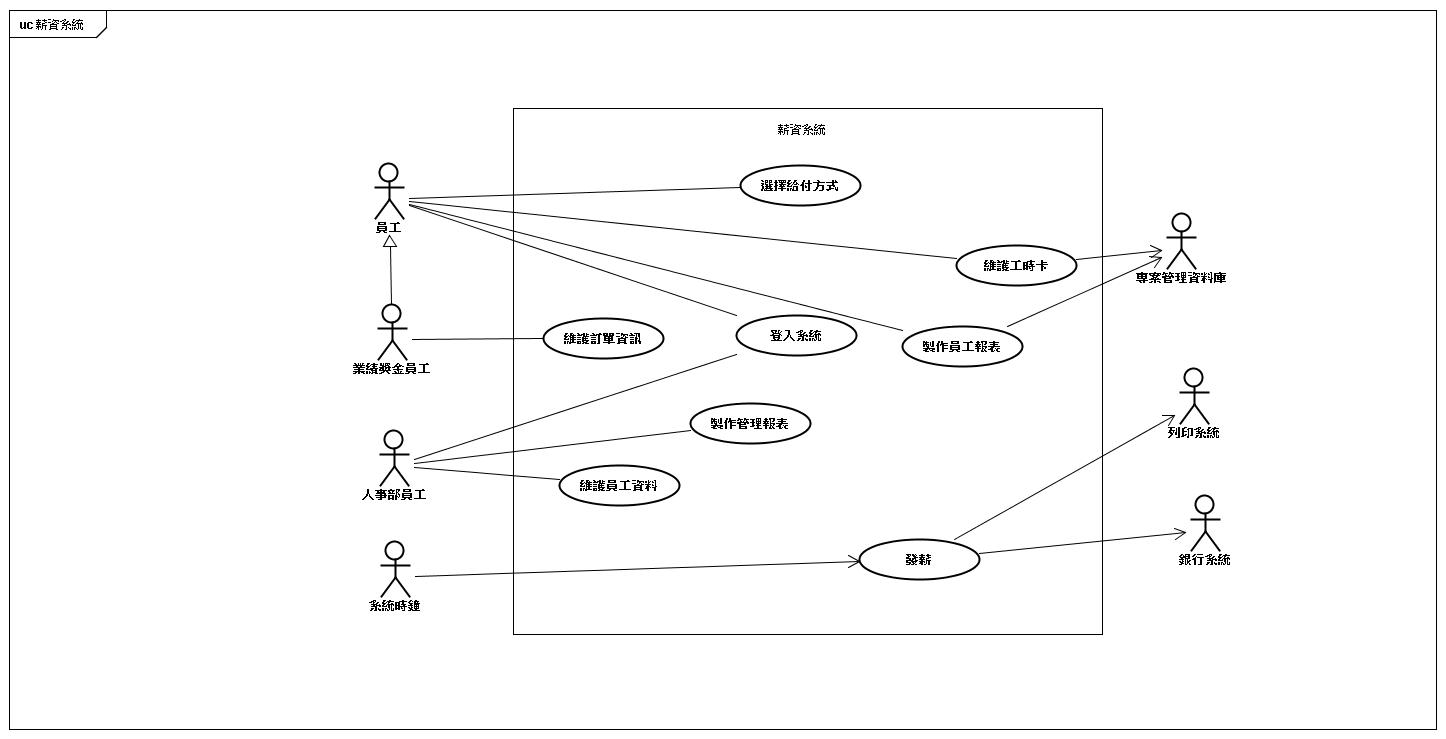 uc 薪資系統
薪資系統
員工
選擇給付方式
維護工時卡
專案管理資料庫
業績獎金員工
維護訂單資訊
登入系統
製作員工報表
列印系統
人事部員工
製作管理報表
維護員工資料
銀行系統
系統時鐘
發薪